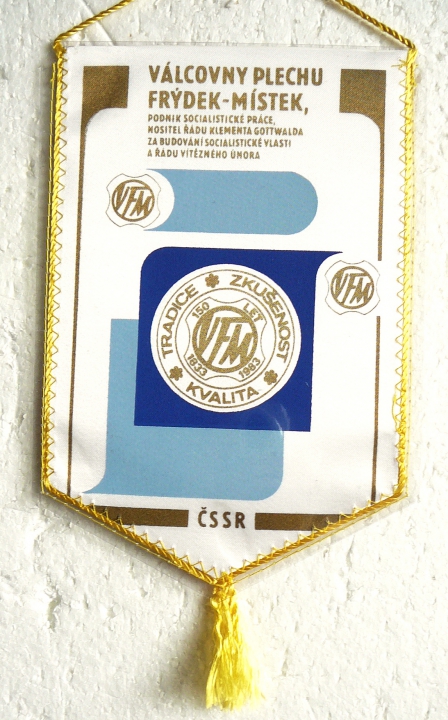 VÁLCOVNY PLECHU
FRÝDEK-MÍSTEK,
PODNIK SOCIALISTICKÉ PRÁCE,
NOSITEL ŘÁDU KLEMENTA GOTTWALDA
ZA BUDOVÁNÍ SOCIALISTICKÉ VLASTI
A ŘÁDU VÍTĚZNÉHO ÚNORA
VFM
VFM
TRADICE ZKUŠENOST
150 LET
VFM
1833 1983
KVALITA
ČSSR